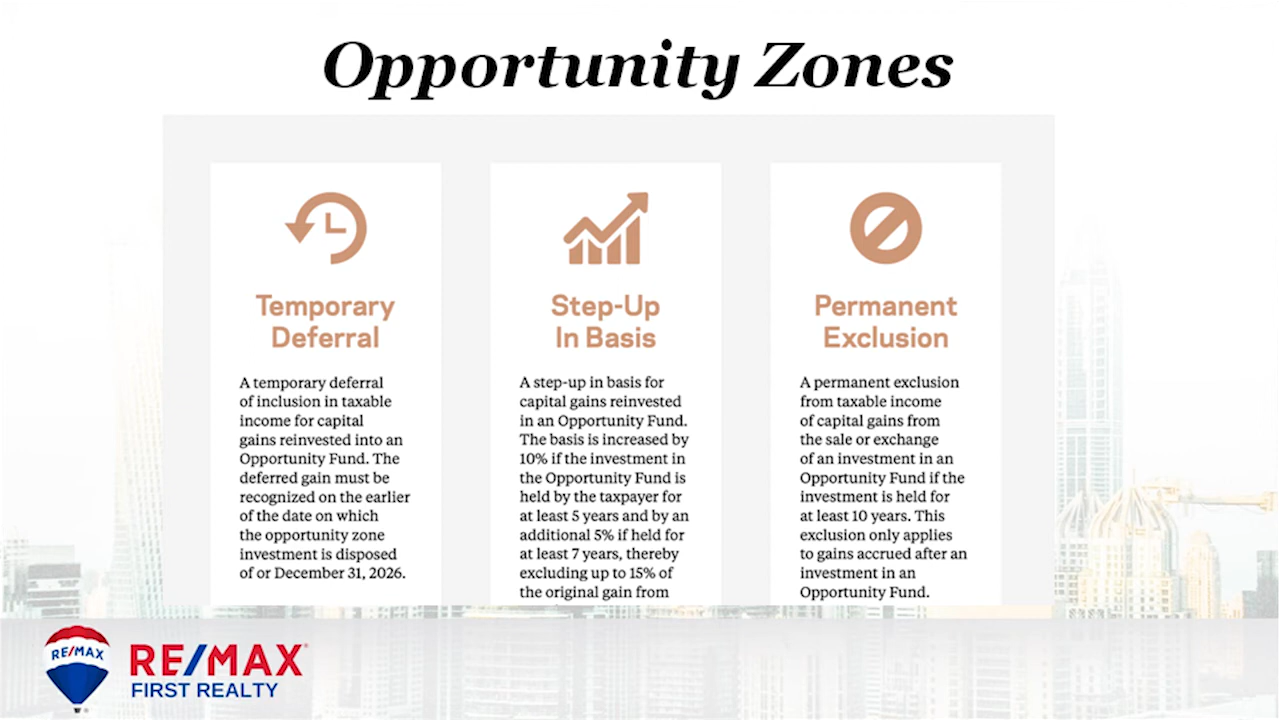 Opportunity Zones
Temporary
Deferral
A temporary deferral
of inclusion in taxable
income for capital
gains reinvested into an
Opportunity Fund. The
deferred gain must be
recognized on the earlier
of the date on which
the opportunity zone
investment is disposed
of or December 31, 2026.
Step-Up
In Basis
A step-up in basis for
capital gains reinvested
in an Opportunity Fund.
The basis is increased by
10% if the investment in
the Opportunity Fund is
held by the taxpayer for
at least 5 years and by an
additional 5% if held for
at least 7 years, thereby
excluding up to 15% of
the original gain from
Permanent
Exclusion
A permanent exclusion
from taxable income
of capital gains from
the sale or exchange
of an investment in an
Opportunity Fund if the
investment is held for
at least 10 years. This
exclusion only applies
to gains accrued after an
investment in an
Opportunity Fund.
RE/MAX
RE/MAX®
FIRST REALTY